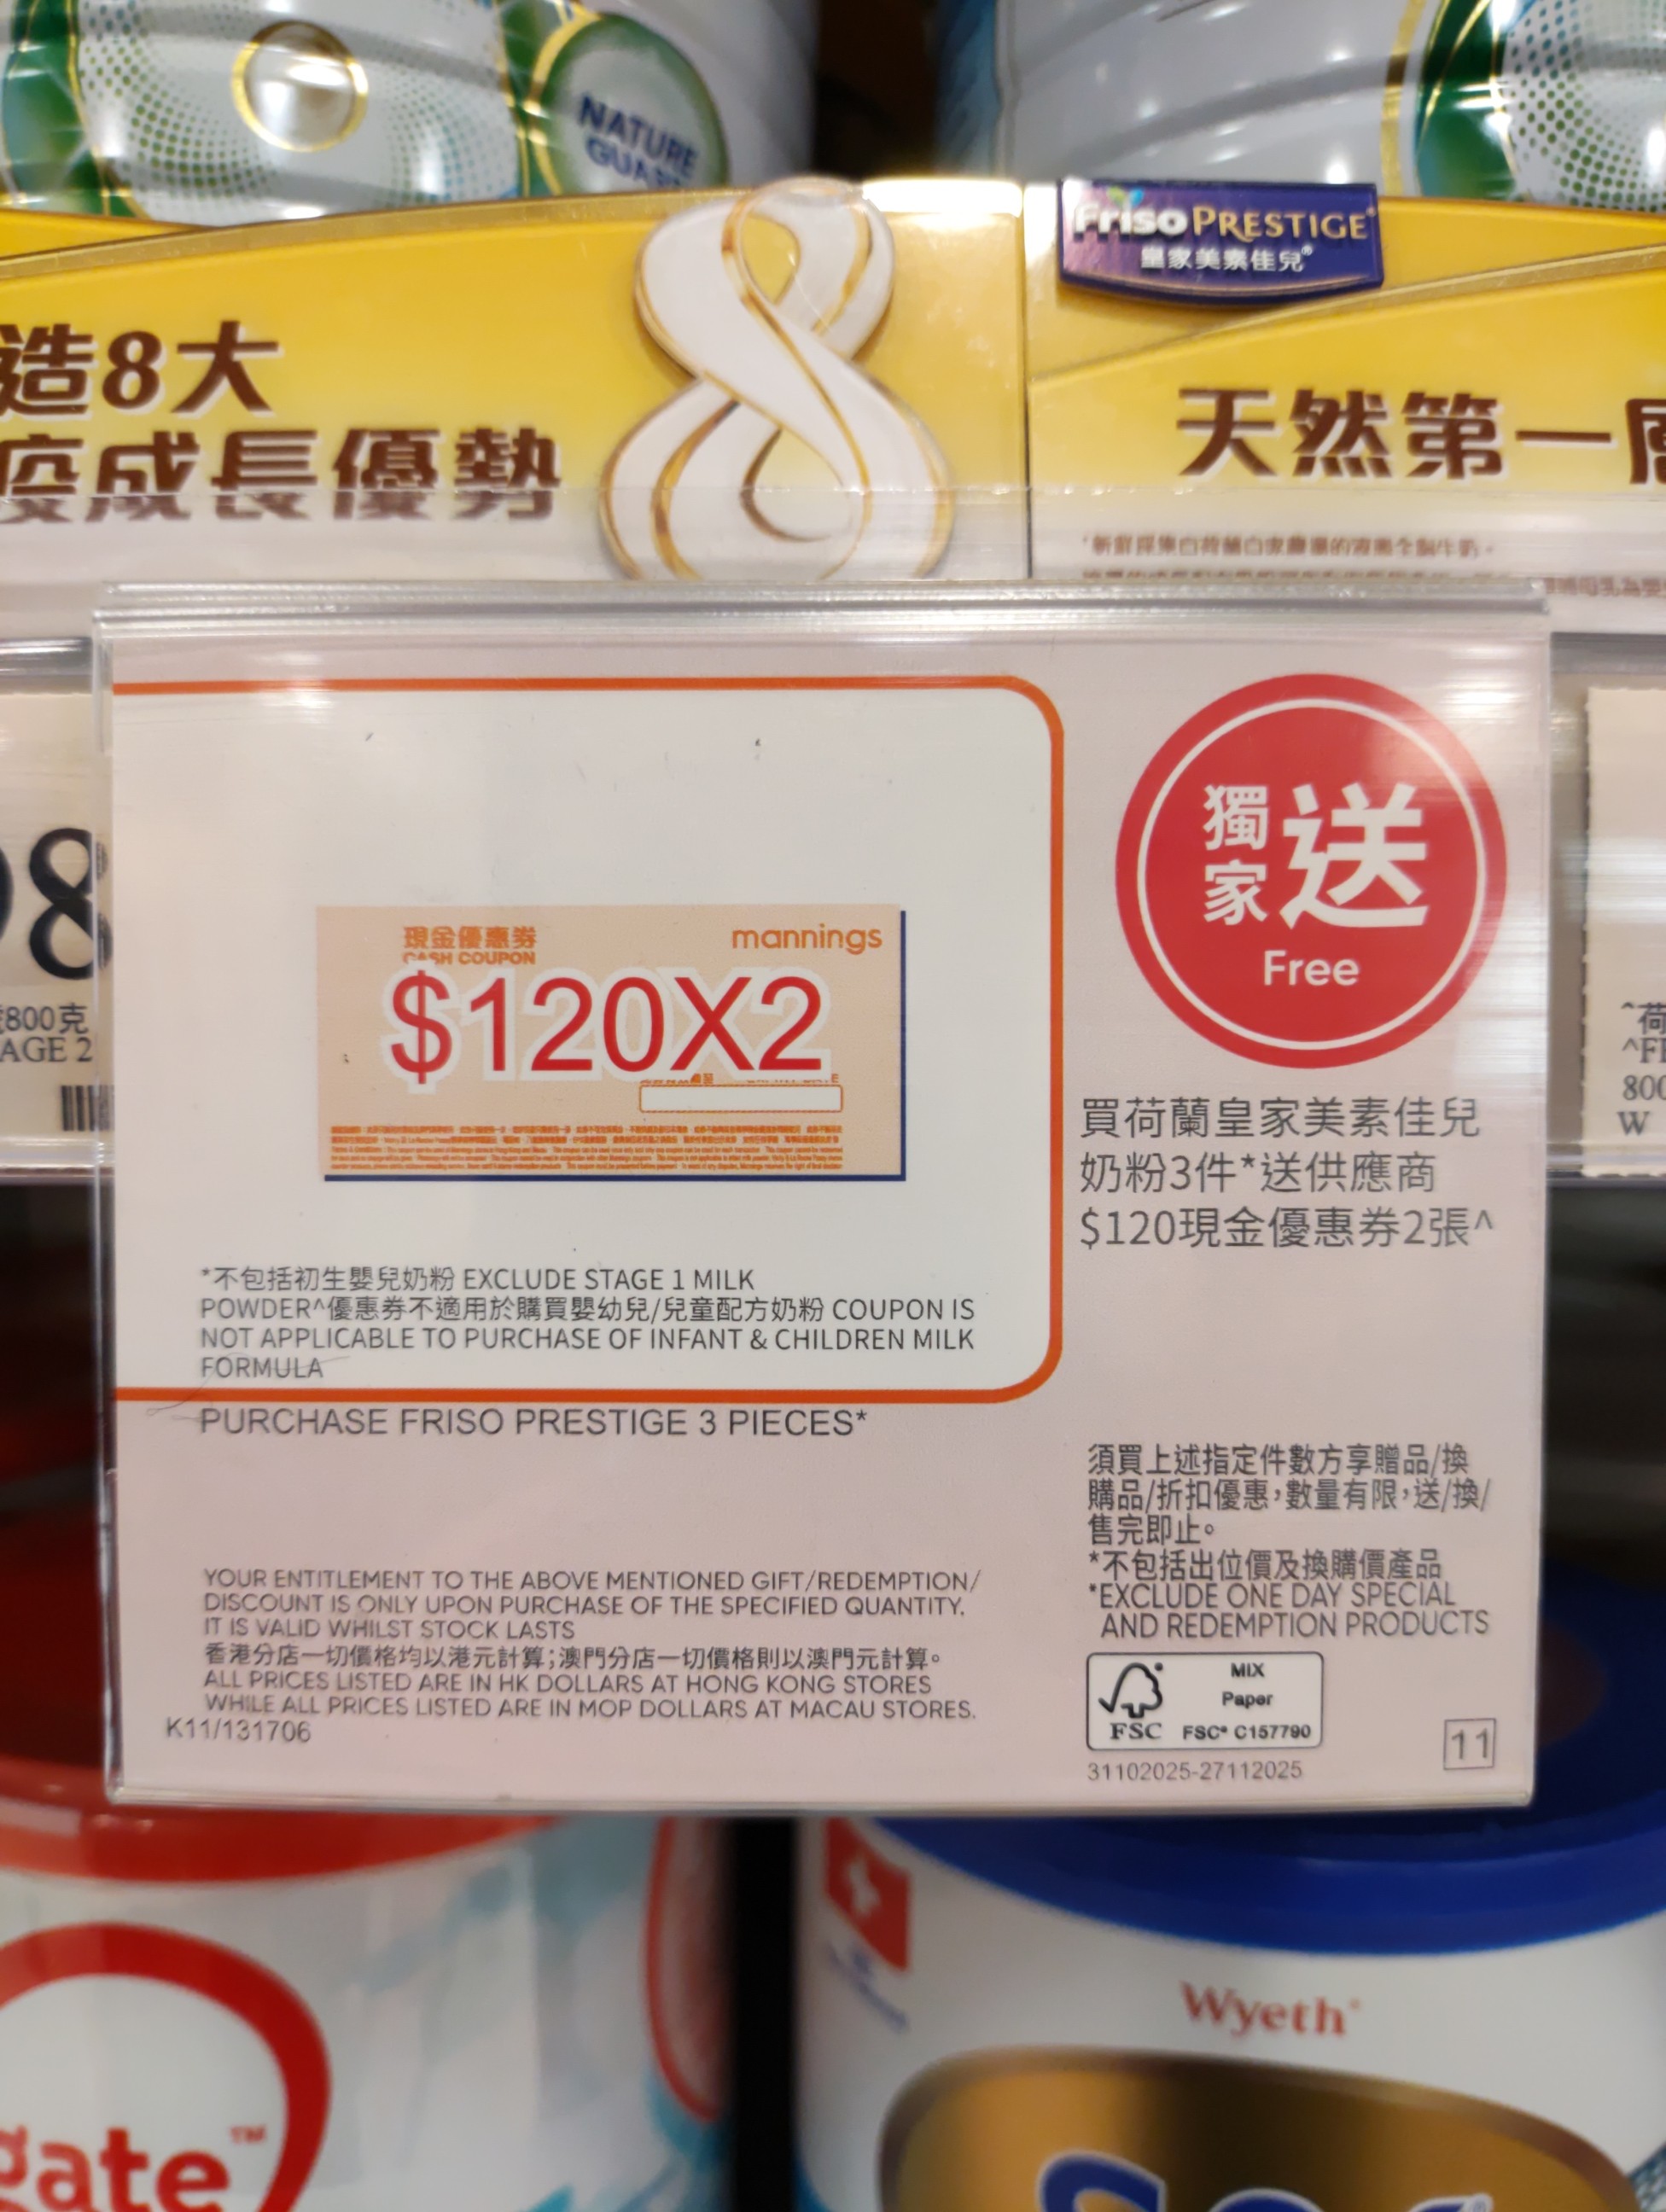 NATURE
Friso PRESTIGE®
皇家美素佳兒®
造8大
疫成長優勢
天然第一
98
800克
AGE 2
現金優惠券
CASH COUPON
mannings
$120X2
獨家送
Free
買荷蘭皇家美素佳兒
奶粉3件*送供應商
$120現金優惠券2張^
*不包括初生嬰兒奶粉 EXCLUDE STAGE 1 MILK
POWDER^優惠券不適用於購買嬰幼兒/兒童配方奶粉 COUPON IS
NOT APPLICABLE TO PURCHASE OF INFANT & CHILDREN MILK
FORMULA
PURCHASE FRISO PRESTIGE 3 PIECES*
須買上述指定件數方享贈品/換
購品/折扣優惠,數量有限,送/換/
售完即止。
*不包括出位價及換購價產品
*EXCLUDE ONE DAY SPECIAL
AND REDEMPTION PRODUCTS
YOUR ENTITLEMENT TO THE ABOVE MENTIONED GIFT/REDEMPTION/
DISCOUNT IS ONLY UPON PURCHASE OF THE SPECIFIED QUANTITY.
IT IS VALID WHILST STOCK LASTS
香港分店一切價格均以港元計算;澳門分店一切價格則以澳門元計算。
ALL PRICES LISTED ARE IN HK DOLLARS AT HONG KONG STORES
WHILE ALL PRICES LISTED ARE IN MOP DOLLARS AT MACAU STORES.
K11/131706
FSC
MIX
Paper
FSC® C157790
31102025-27112025
11
^荷
800
W
Wyeth®
gate™